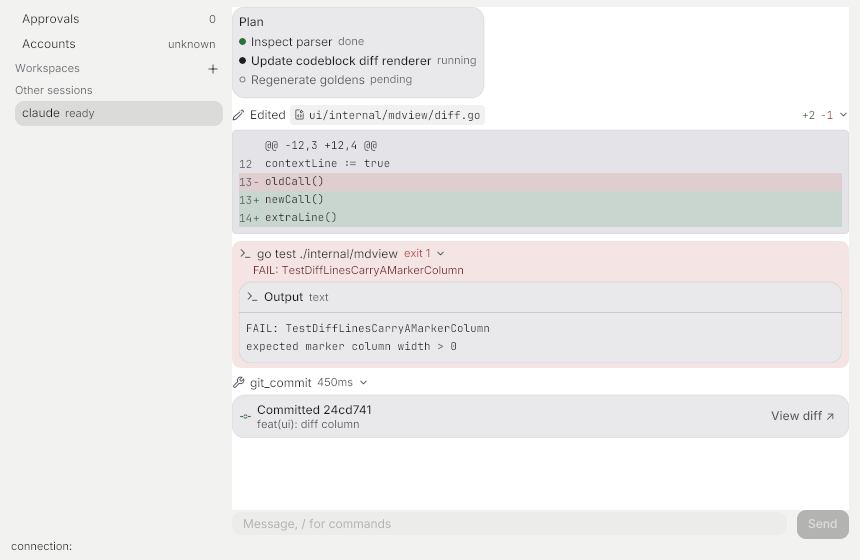 Approvals 0
Accounts unknown
Workspaces +
Other sessions
claude ready
connection:
Plan
Inspect parser done
Update codeblock diff renderer running
Regenerate goldens pending
Edited ui/internal/mdview/diff.go +2 -1
@@ -12,3 +12,4 @@
12 contextLine := true
13- oldCall()
13+ newCall()
14+ extraLine()
go test ./internal/mdview exit 1
FAIL: TestDiffLinesCarryAMarkerColumn
Output text
FAIL: TestDiffLinesCarryAMarkerColumn
expected marker column width > 0
git_commit 450ms
Committed 24cd741
feat(ui): diff column
View diff ↗
Message, / for commands
Send